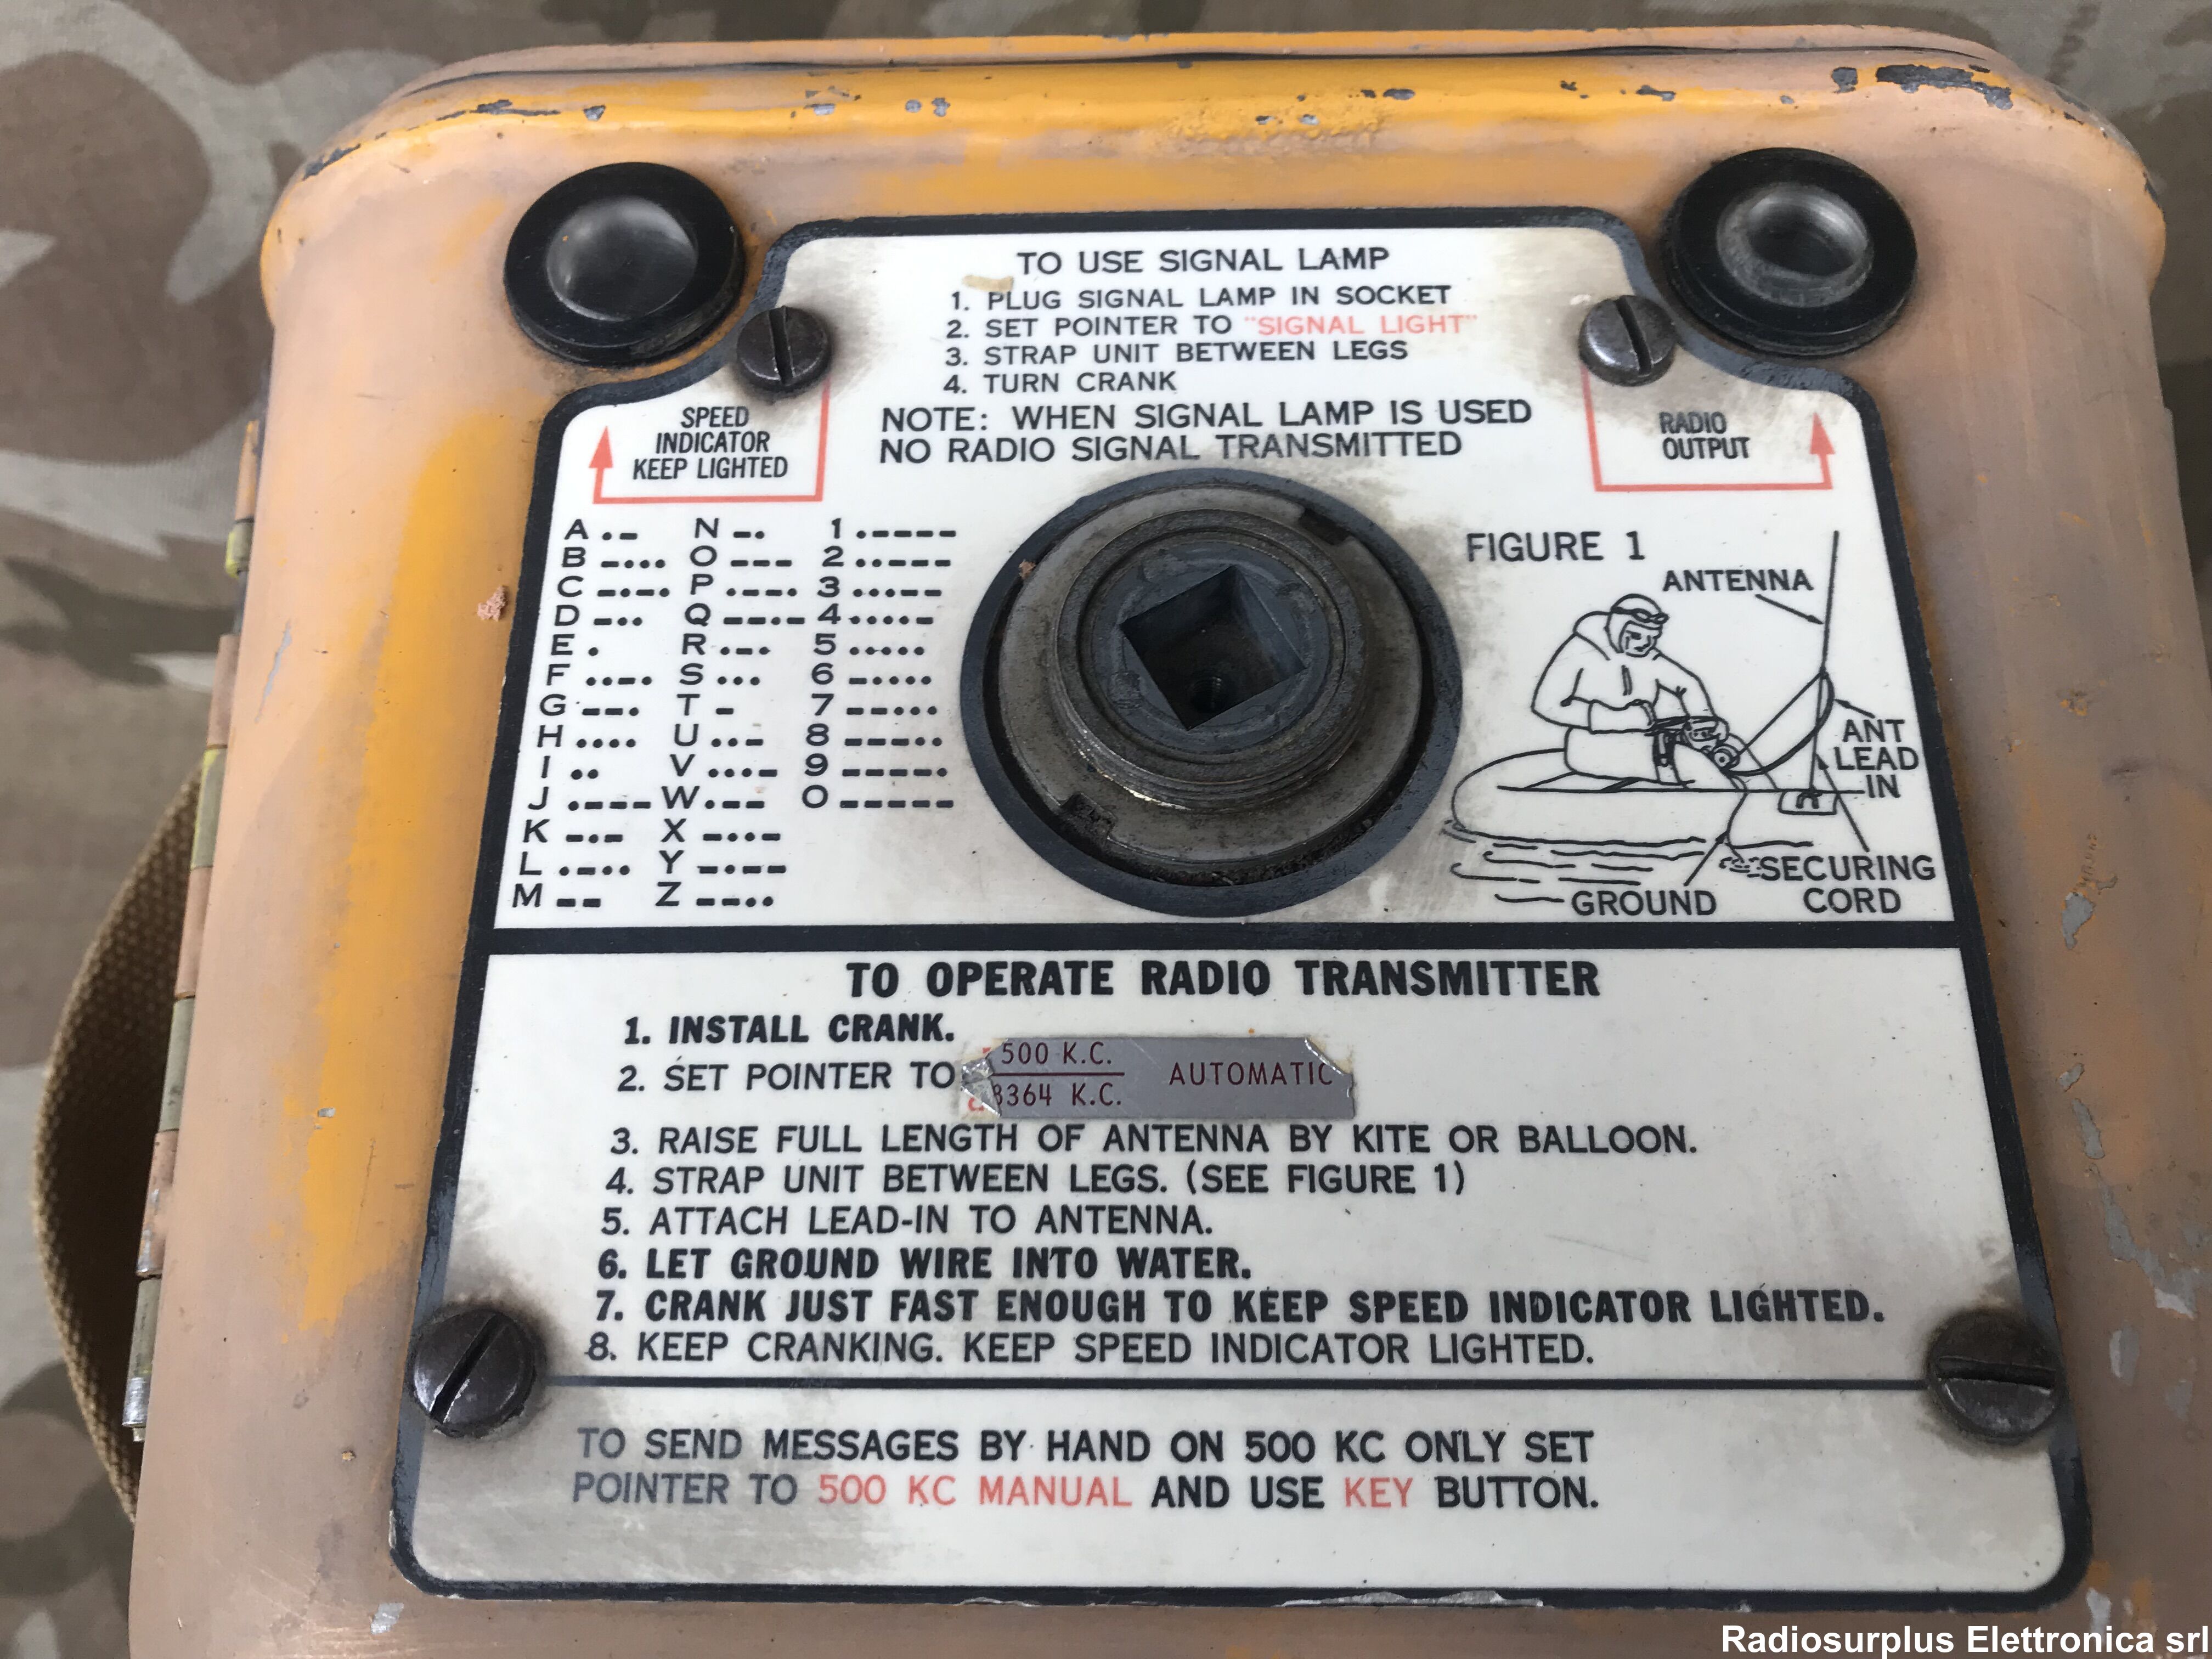 TO USE SIGNAL LAMP
1. PLUG SIGNAL LAMP IN SOCKET
2. SET POINTER TO "SIGNAL LIGHT"
3. STRAP UNIT BETWEEN LEGS
4. TURN CRANK
NOTE: WHEN SIGNAL LAMP IS USED
NO RADIO SIGNAL TRANSMITTED
SPEED
INDICATOR
KEEP LIGHTED
RADIO
OUTPUT
A .- N -. 1 .----
B -... O --- 2 ..---
C -.-. P .--. 3 ...--
D -.. Q --.- 4 ....-
E . R .-. 5 .....
F ..-. S ... 6 -....
G --. T - 7 --...
H .... U ..- 8 ---..
I .. V ...- 9 ----.
J .--- W .-- 0 -----
K -.- X -..-
L .-.. Y -.--
M -- Z --..
FIGURE 1
ANTENNA
ANT
LEAD
IN
SECURING
CORD
GROUND
TO OPERATE RADIO TRANSMITTER
1. INSTALL CRANK.
2. SET POINTER TO
500 K.C.
8364 K.C.
AUTOMATIC
3. RAISE FULL LENGTH OF ANTENNA BY KITE OR BALLOON.
4. STRAP UNIT BETWEEN LEGS. (SEE FIGURE 1)
5. ATTACH LEAD-IN TO ANTENNA.
6. LET GROUND WIRE INTO WATER.
7. CRANK JUST FAST ENOUGH TO KEEP SPEED INDICATOR LIGHTED.
8. KEEP CRANKING. KEEP SPEED INDICATOR LIGHTED.
TO SEND MESSAGES BY HAND ON 500 KC ONLY SET
POINTER TO 500 KC MANUAL AND USE KEY BUTTON.
Radiosurplus Elettronica srl